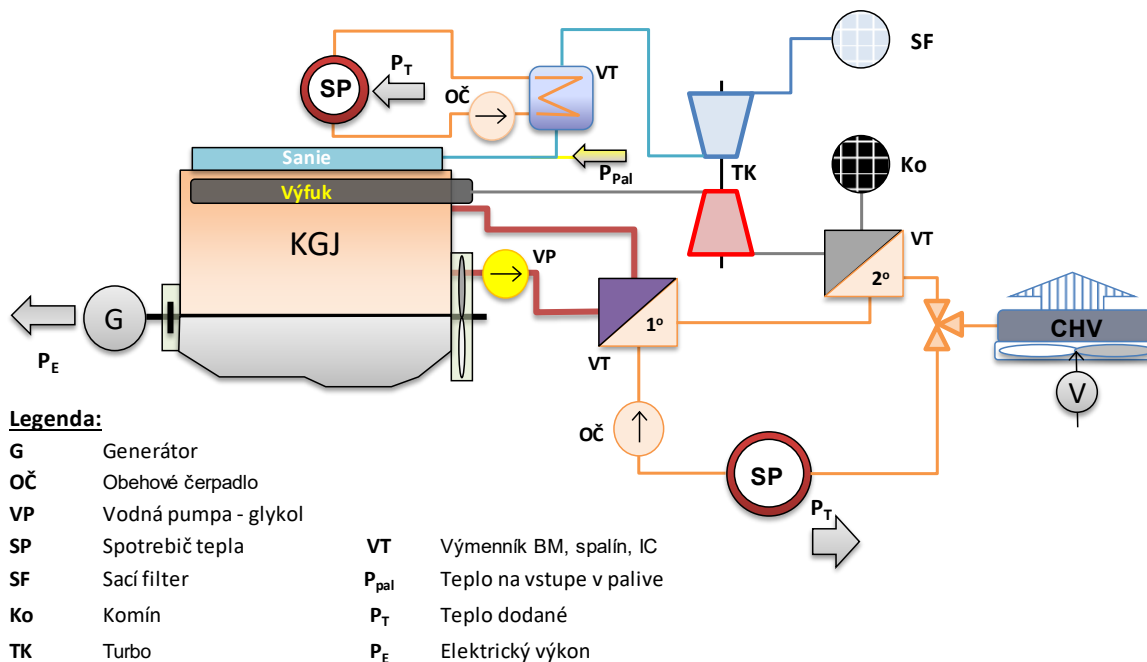 SF
VT
P_T
SP
OČ
Sanie
P_Pal
TK
Ko
Výfuk
KGJ
VP
VT
2º
G
1º
CHV
P_E
VT
V
OČ
SP
P_T
Legenda:
G Generátor
OČ Obehové čerpadlo
VP Vodná pumpa - glykol
SP Spotrebič tepla VT Výmenník BM, spalín, IC
SF Sací filter P_pal Teplo na vstupe v palive
Ko Komín P_T Teplo dodané
TK Turbo P_E Elektrický výkon